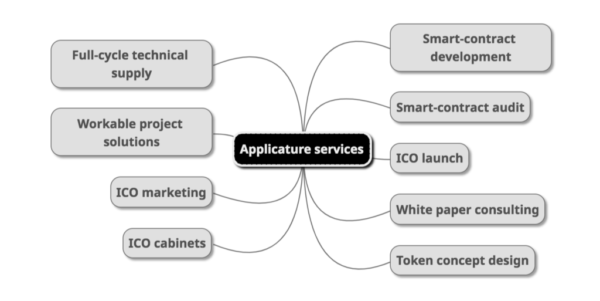 Full-cycle technical
supply
Workable project
solutions
ICO marketing
ICO cabinets
Applicature services
Smart-contract
development
Smart-contract audit
ICO launch
White paper consulting
Token concept design